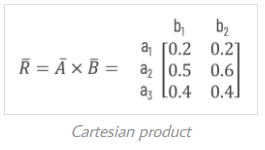 b₁ b₂
a₁ [0.2 0.2]
R̄ = Ā × B̄ = a₂ [0.5 0.6]
a₃ [0.4 0.4]
Cartesian product